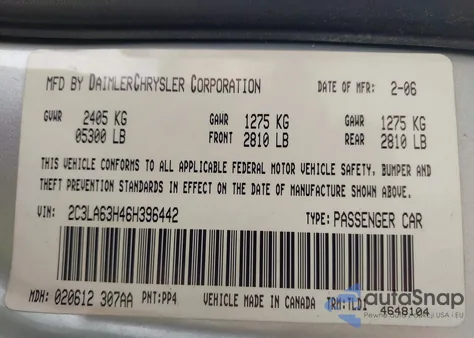 MFD BY DAIMLERCHRYSLER CORPORATION DATE OF MFR: 2-06
GVWR 2405 KG GAWR 1275 KG GAWR 1275 KG
05300 LB FRONT 2810 LB REAR 2810 LB
THIS VEHICLE CONFORMS TO ALL APPLICABLE FEDERAL MOTOR VEHICLE SAFETY, BUMPER AND
THEFT PREVENTION STANDARDS IN EFFECT ON THE DATE OF MANUFACTURE SHOWN ABOVE.
VIN: 2C3LA63H46H396442 TYPE: PASSENGER CAR
MDH: 020612 307AA PNT: PP4 VEHICLE MADE IN CANADA TRM: TLD
4648104
autoSnap